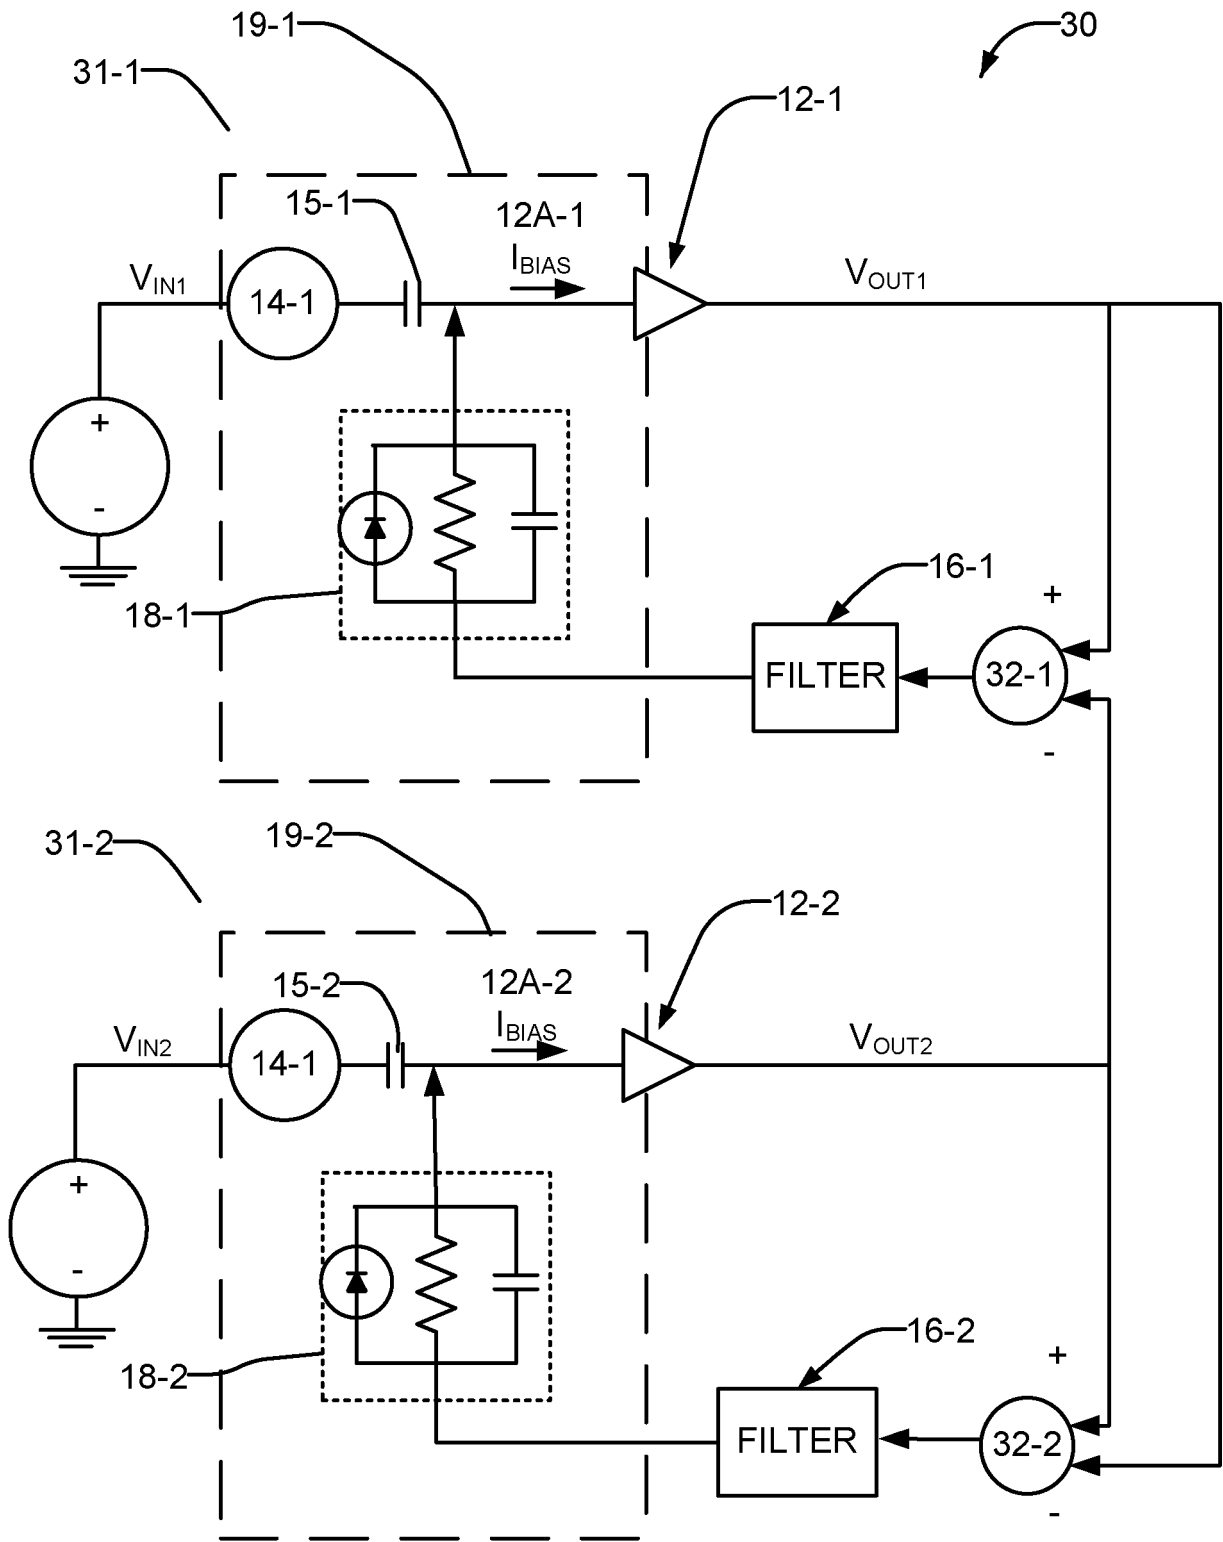 19-1
30
31-1
12-1
15-1
12A-1
IBIAS
VIN1
VOUT1
14-1
+
-
18-1
16-1
+
FILTER
32-1
-
31-2
19-2
12-2
15-2
12A-2
IBIAS
VIN2
VOUT2
14-1
+
-
18-2
16-2
+
FILTER
32-2
-